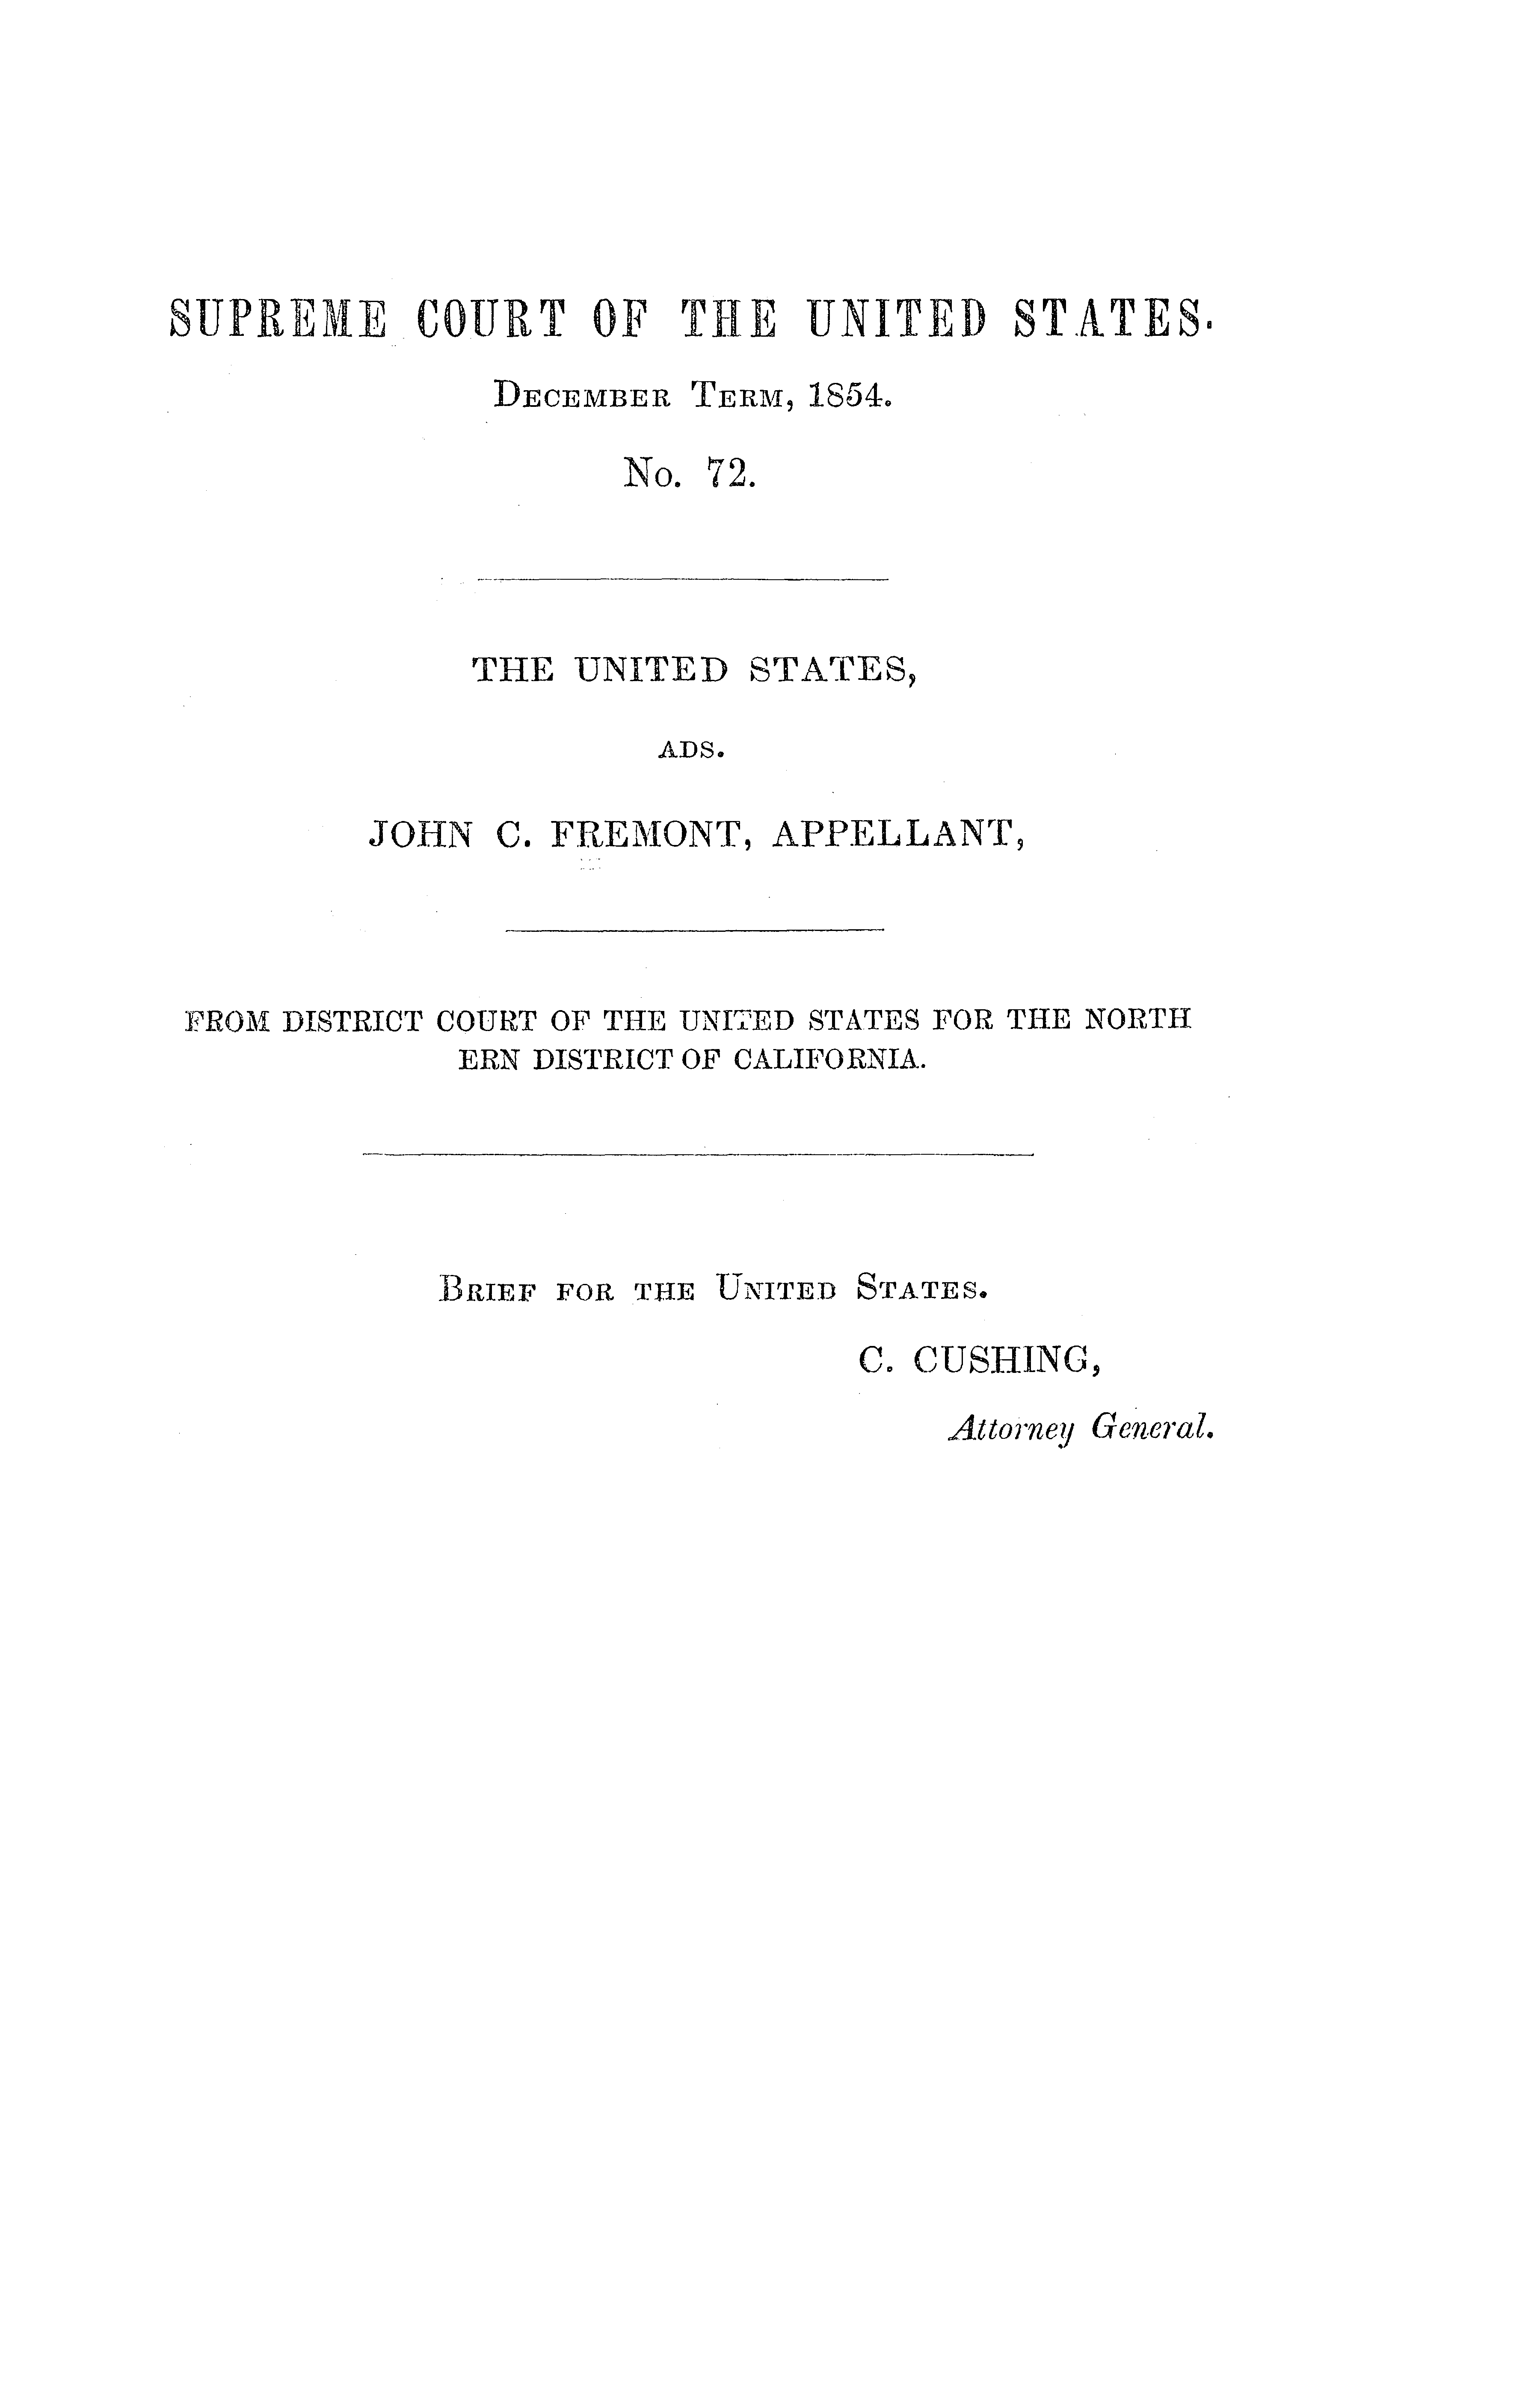 SUPREME COURT OF THE UNITED STATES.
DECEMBER TERM, 1854.
No. 72.
THE UNITED STATES,
ADS.
JOHN C. FREMONT, APPELLANT,
FROM DISTRICT COURT OF THE UNITED STATES FOR THE NORTH
ERN DISTRICT OF CALIFORNIA.
BRIEF FOR THE UNITED STATES.
C. CUSHING,
Attorney General.